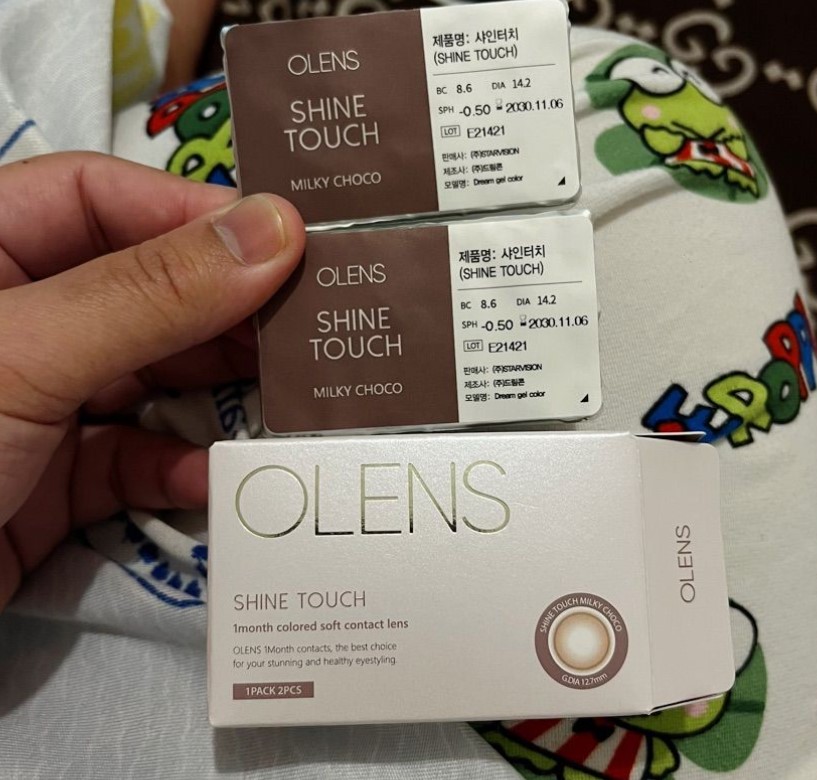 OLENS
SHINE
TOUCH
MILKY CHOCO
제품명: 샤인터치
(SHINE TOUCH)
BC 8.6 DIA 14.2
SPH -0.50 2030.11.06
LOT E21421
판매사: (주)STARVISION
제조사: (주)드림콘
모델명: Dream gel color
OLENS
SHINE
TOUCH
MILKY CHOCO
제품명: 샤인터치
(SHINE TOUCH)
BC 8.6 DIA 14.2
SPH -0.50 2030.11.06
LOT E21421
판매사: (주)STARVISION
제조사: (주)드림콘
모델명: Dream gel color
OLENS
SHINE TOUCH
1month colored soft contact lens
OLENS 1Month contacts, the best choice
for your stunning and healthy eyestyling
1PACK 2PCS
SHINE TOUCH MILKY CHOCO
G.DIA 12.7mm
OLENS